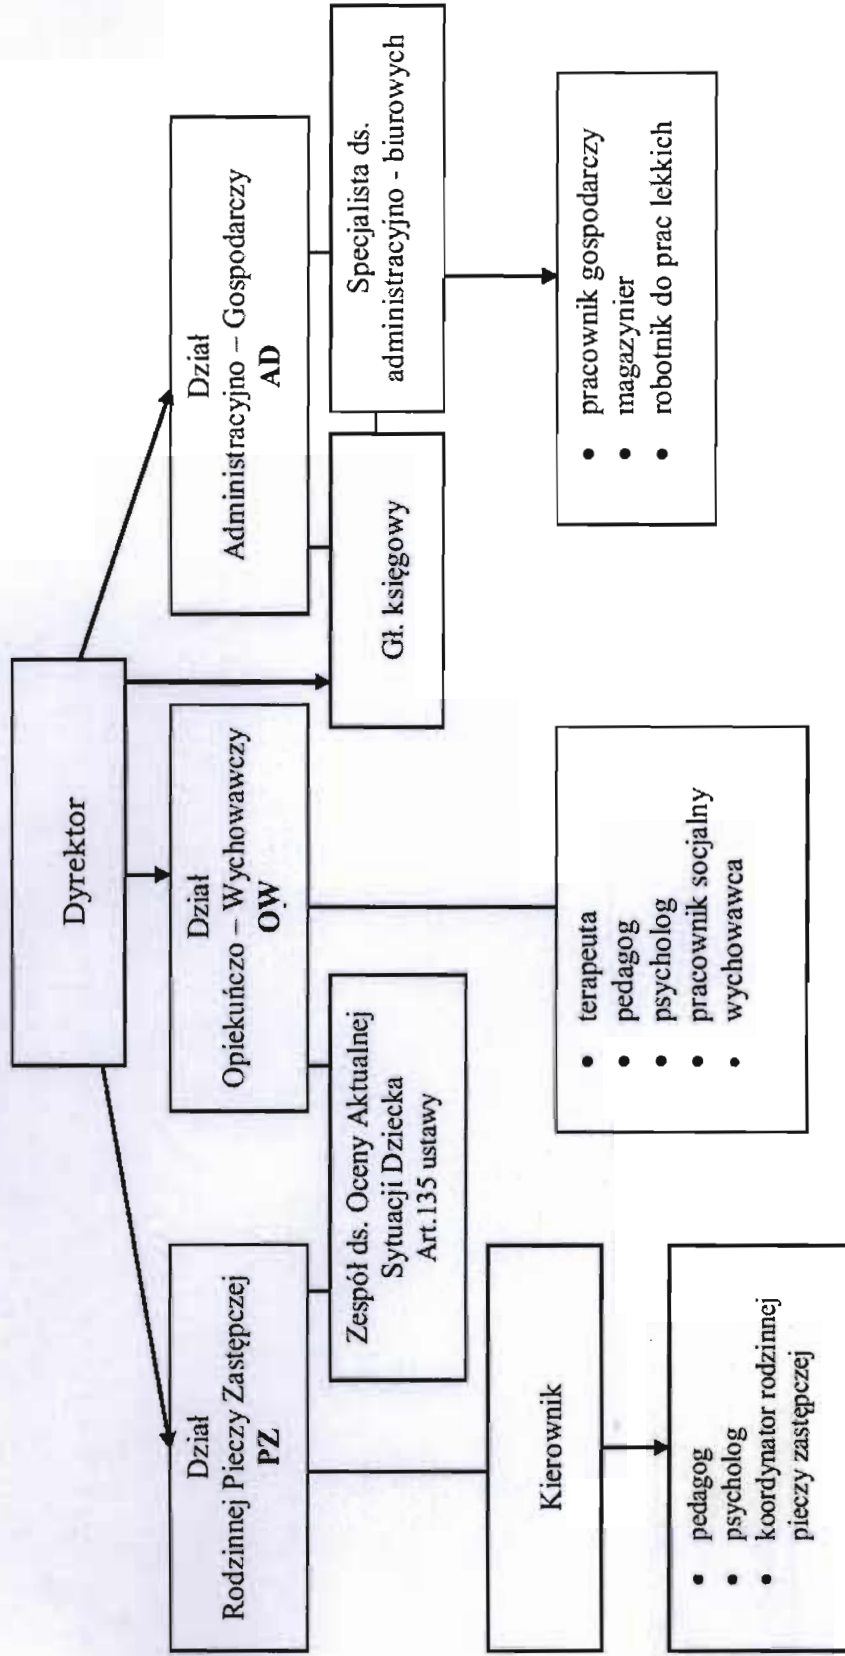 Dyrektor
Dział
Rodzinnej Pieczy Zastępczej
PZ
Dział
Opiekuńczo – Wychowawczy
OW
Dział
Administracyjno – Gospodarczy
AD
Zespół ds. Oceny Aktualnej
Sytuacji Dziecka
Art.135 ustawy
Gł. księgowy
Specjalista ds.
administracyjno - biurowych
Kierownik
• terapeuta
• pedagog
• psycholog
• pracownik socjalny
• wychowawca
• pracownik gospodarczy
• magazynier
• robotnik do prac lekkich
• pedagog
• psycholog
• koordynator rodzinnej
pieczy zastępczej